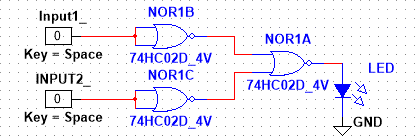 Input1_
0
Key = Space
NOR1B
74HC02D_4V
NOR1A
74HC02D_4V
INPUT2_
0
Key = Space
NOR1C
74HC02D_4V
LED
GND